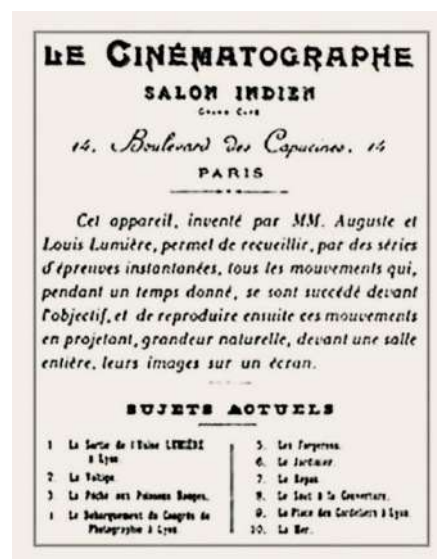 LE CINÉMATOGRAPHE
SALON INDIEN
GRAND CAFÉ
14, Boulevard des Capucines, 14
PARIS
Cet appareil, inventé par MM. Auguste et
Louis Lumière, permet de recueillir, par des séries
d'épreuves instantanées, tous les mouvements qui,
pendant un temps donné, se sont succédé devant
l'objectif, et de reproduire ensuite ces mouvements
en projetant, grandeur naturelle, devant une salle
entière, leurs images sur un écran.
SUJETS ACTUELS
1. La Sortie de l'Usine LUMIÈRE
à Lyon.
2. La Voltige.
3. La Pêche aux Poissons Rouges.
4. Le Débarquement du Congrès de
Photographie à Lyon.
5. Les Forgerons.
6. Le Jardinier.
7. Le Repas.
8. Le Saut à la Couverture.
9. La Place des Cordeliers à Lyon.
10. La Mer.